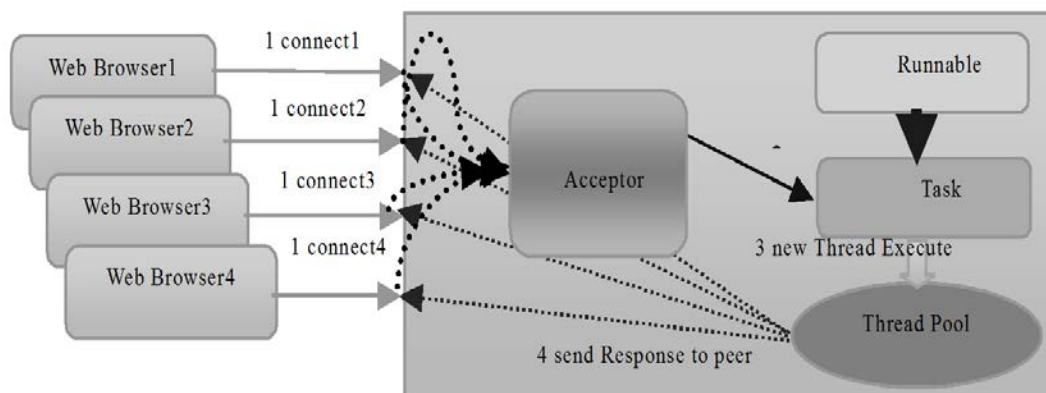 Web Browser1
1 connect1
Runnable
Web Browser2
1 connect2
Acceptor
Task
Web Browser3
1 connect3
1 connect4
3 new Thread Execute
Web Browser4
Thread Pool
4 send Response to peer